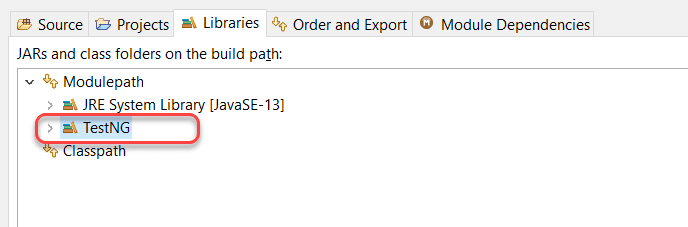 Source Projects Libraries Order and Export Module Dependencies
JARs and class folders on the build path:
Modulepath
JRE System Library [JavaSE-13]
TestNG
Classpath